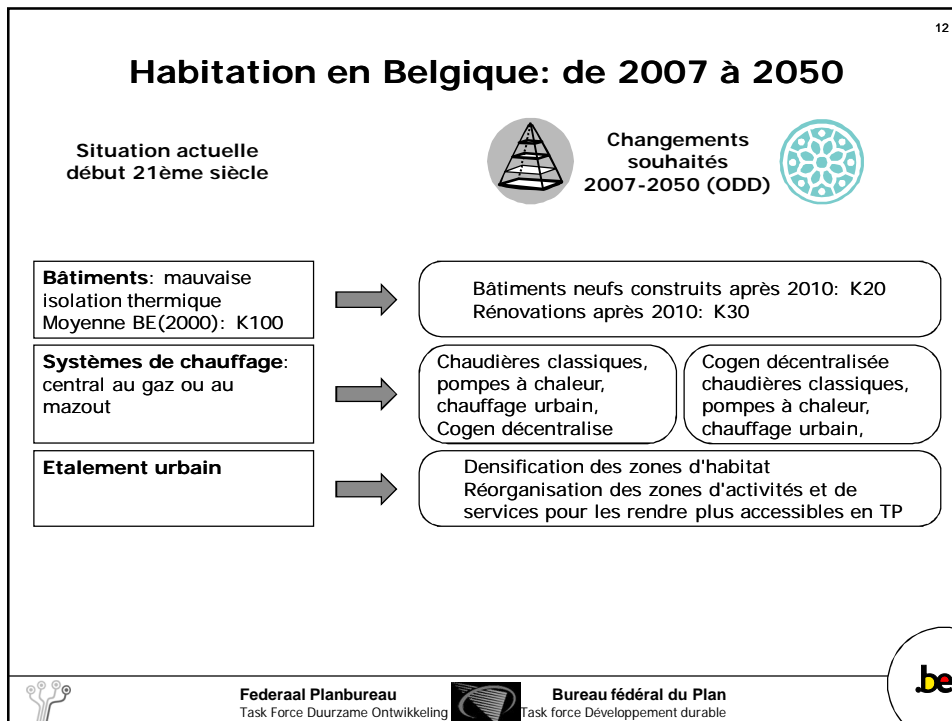 12
Habitation en Belgique: de 2007 à 2050
Situation actuelle
début 21ème siècle
Changements
souhaités
2007-2050 (ODD)
Bâtiments: mauvaise
isolation thermique
Moyenne BE(2000): K100
Bâtiments neufs construits après 2010: K20
Rénovations après 2010: K30
Systèmes de chauffage:
central au gaz ou au
mazout
Chaudières classiques,
pompes à chaleur,
chauffage urbain,
Cogen décentralise
Cogen décentralisée
chaudières classiques,
pompes à chaleur,
chauffage urbain,
Etalement urbain
Densification des zones d'habitat
Réorganisation des zones d'activités et de
services pour les rendre plus accessibles en TP
Federaal Planbureau
Task Force Duurzame Ontwikkeling
Bureau fédéral du Plan
Task force Développement durable
.be